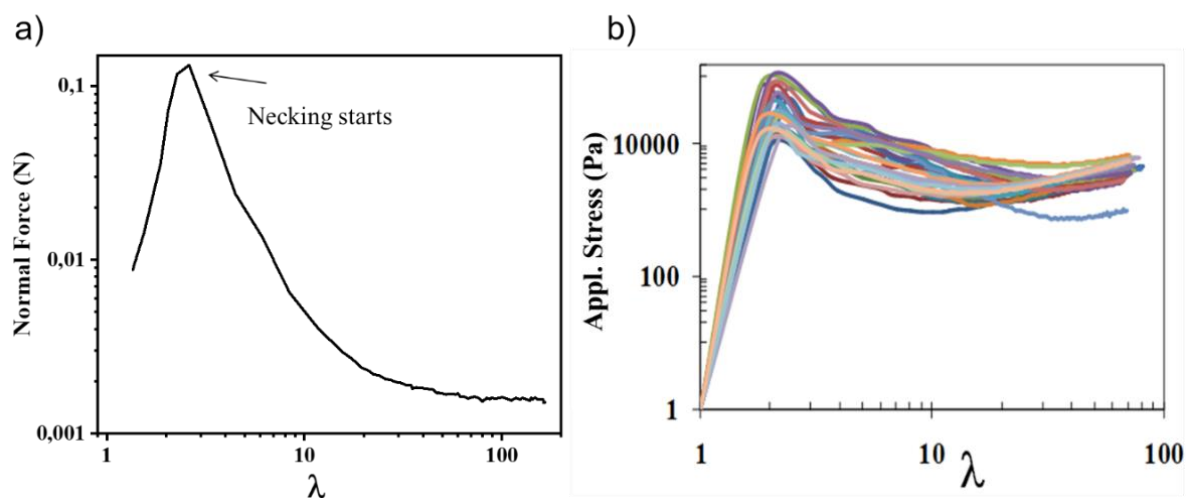 a)
b)
0,1
0,01
0,001
Normal Force (N)
Necking starts
1
10
100
λ
10000
100
1
Appl. Stress (Pa)
1
10
100
λ